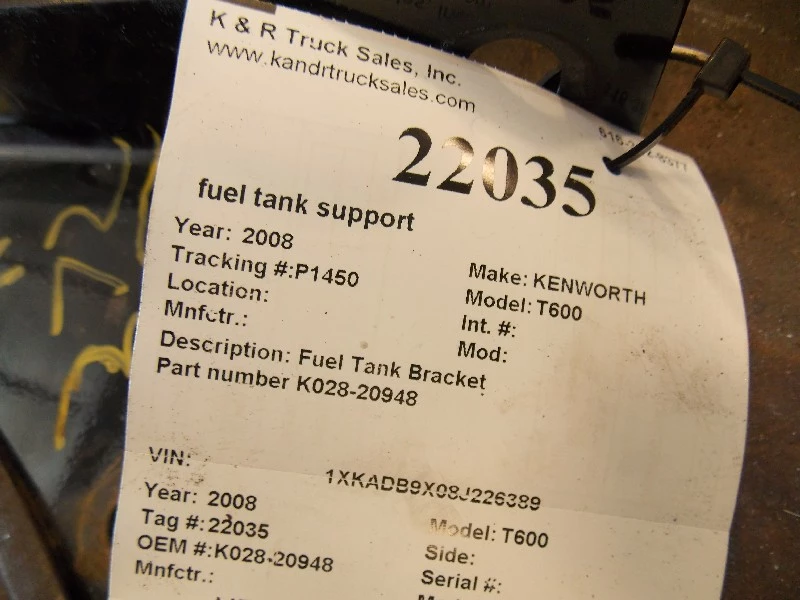 K & R Truck Sales, Inc.
www.kandrtrucksales.com
22035
fuel tank support
Year: 2008
Tracking #:P1450
Location:
Mnfctr.:
Make: KENWORTH
Model: T600
Int. #:
Mod:
Description: Fuel Tank Bracket
Part number K028-20948
VIN:
1XKADB9X08J226389
Year: 2008
Tag #:22035
OEM #:K028-20948
Mnfctr.:
Model: T600
Side:
Serial #: